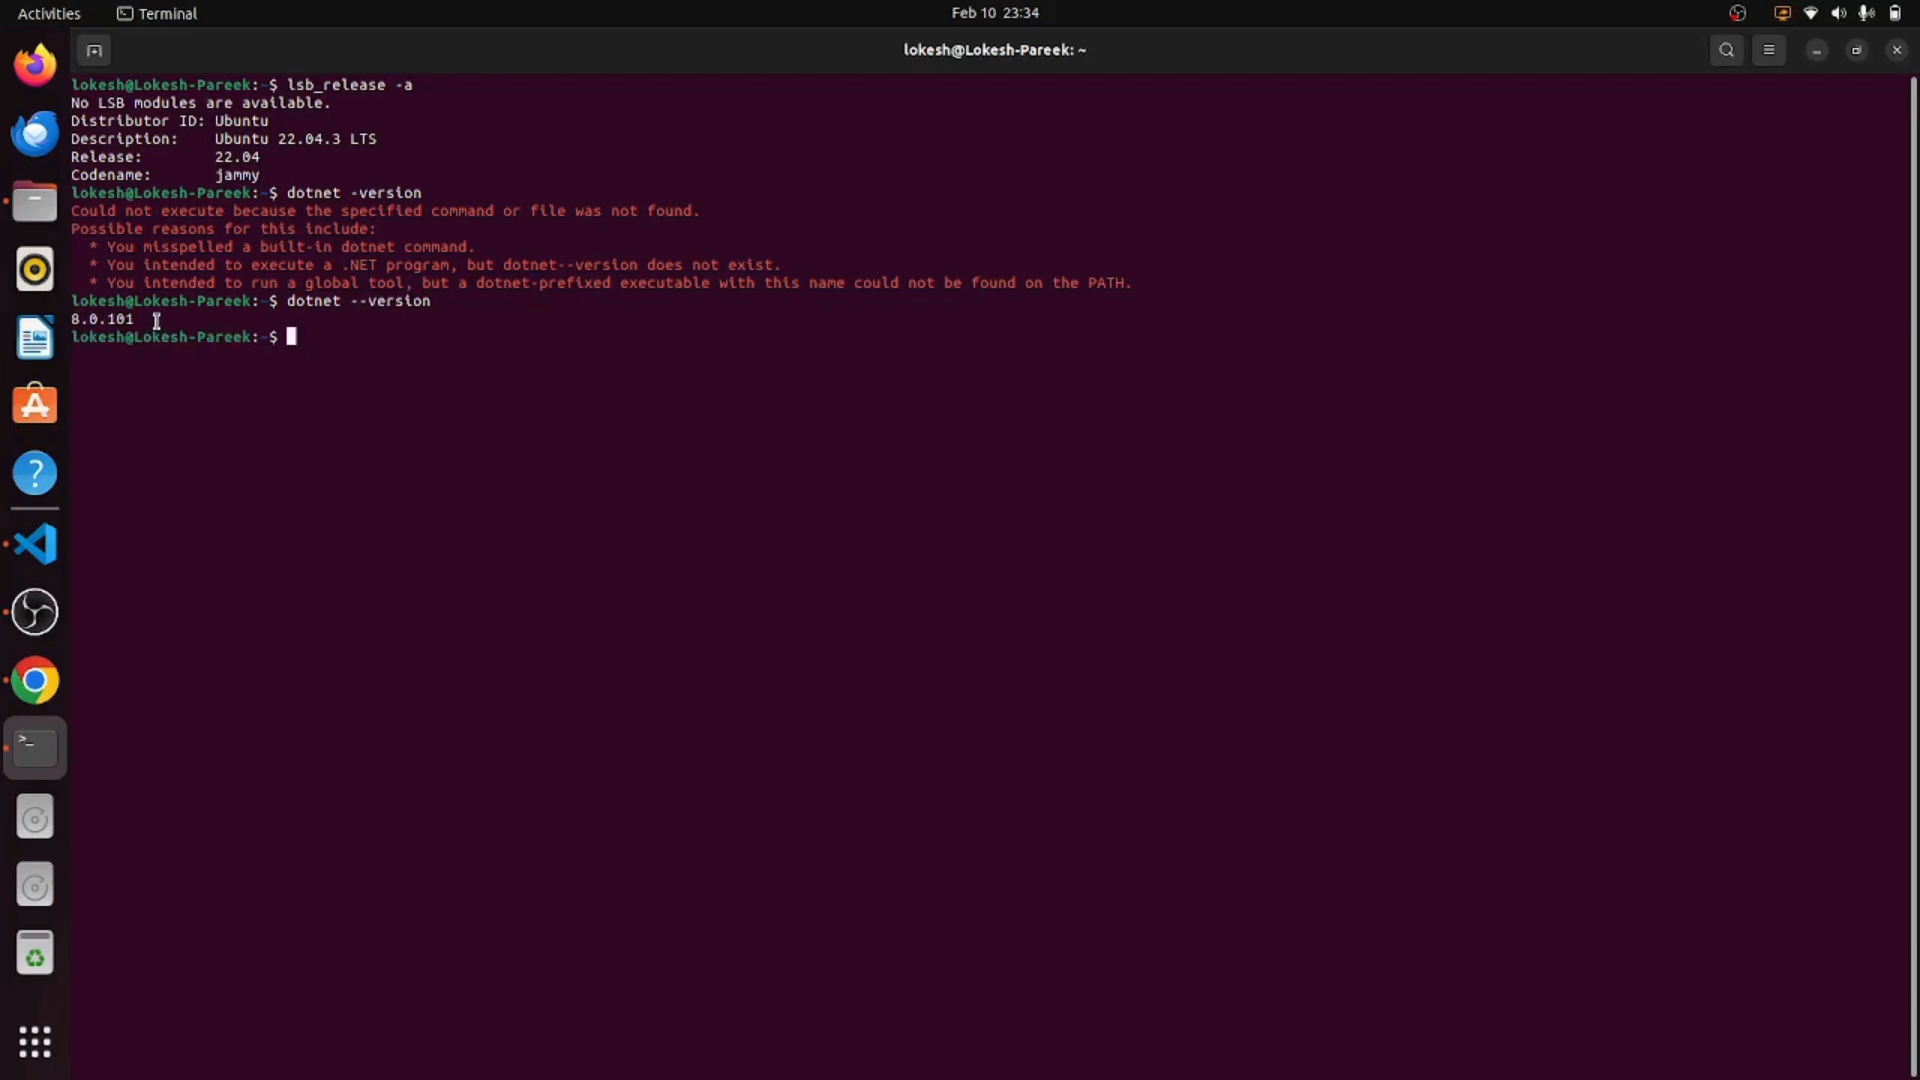 Activities
Terminal
Feb 10 23:34
lokesh@Lokesh-Pareek: ~
lokesh@Lokesh-Pareek:~$ lsb_release -a
No LSB modules are available.
Distributor ID: Ubuntu
Description: Ubuntu 22.04.3 LTS
Release: 22.04
Codename: jammy
lokesh@Lokesh-Pareek:~$ dotnet -version
Could not execute because the specified command or file was not found.
Possible reasons for this include:
* You misspelled a built-in dotnet command.
* You intended to execute a .NET program, but dotnet--version does not exist.
* You intended to run a global tool, but a dotnet-prefixed executable with this name could not be found on the PATH.
lokesh@Lokesh-Pareek:~$ dotnet --version
8.0.101
lokesh@Lokesh-Pareek:~$